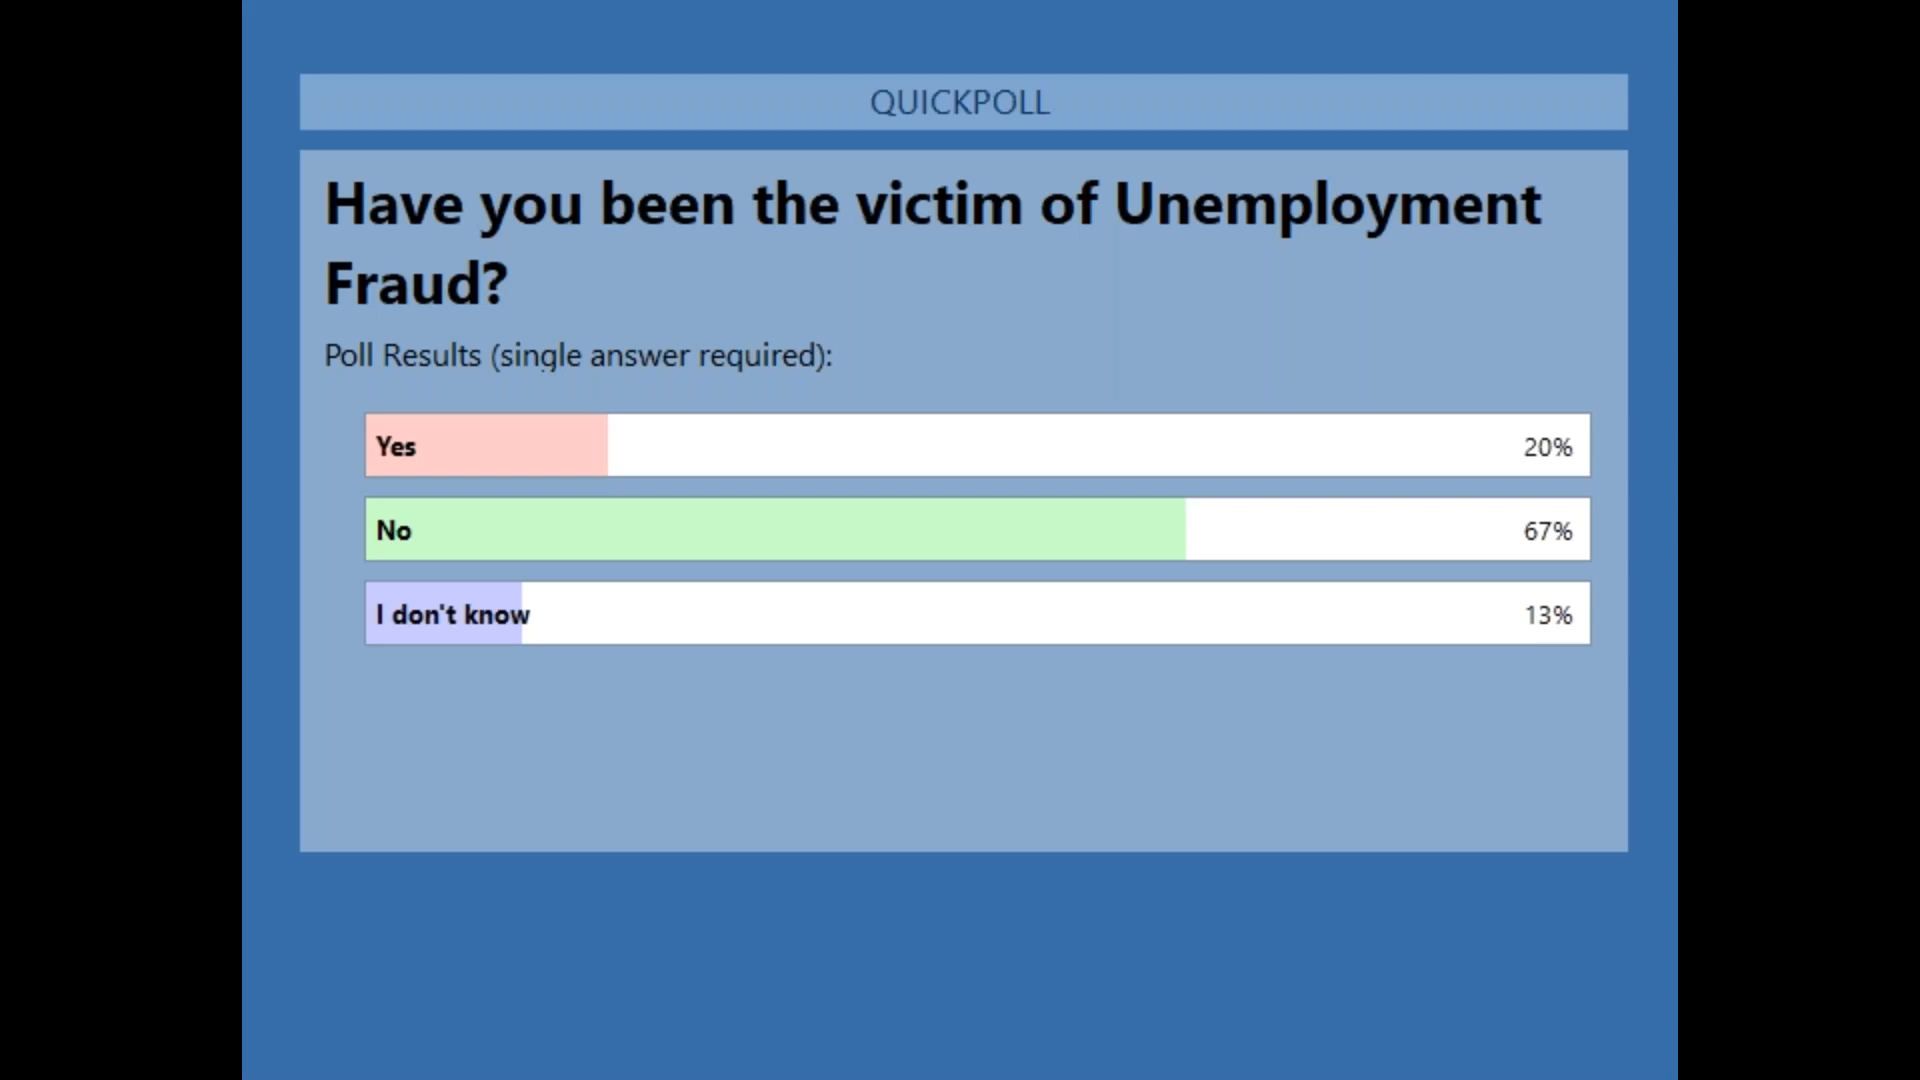 QUICKPOLL
Have you been the victim of Unemployment
Fraud?
Poll Results (single answer required):
Yes 20%
No 67%
I don't know 13%